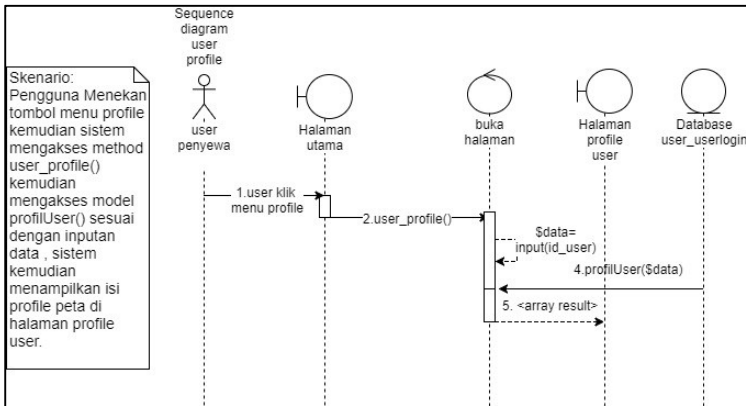 Sequence
diagram
user
profile
user
penyewa
Halaman
utama
buka
halaman
Halaman
profile
user
Database
user_userlogin
Skenario:
Pengguna Menekan
tombol menu profile
kemudian sistem
mengakses method
user_profile()
kemudian
mengakses model
profilUser() sesuai
dengan inputan
data , sistem
kemudian
menampilkan isi
profile peta di
halaman profile
user.
1.user klik
menu profile
2.user_profile()
$data=
input(id_user)
4.profilUser($data)
5. <array result>